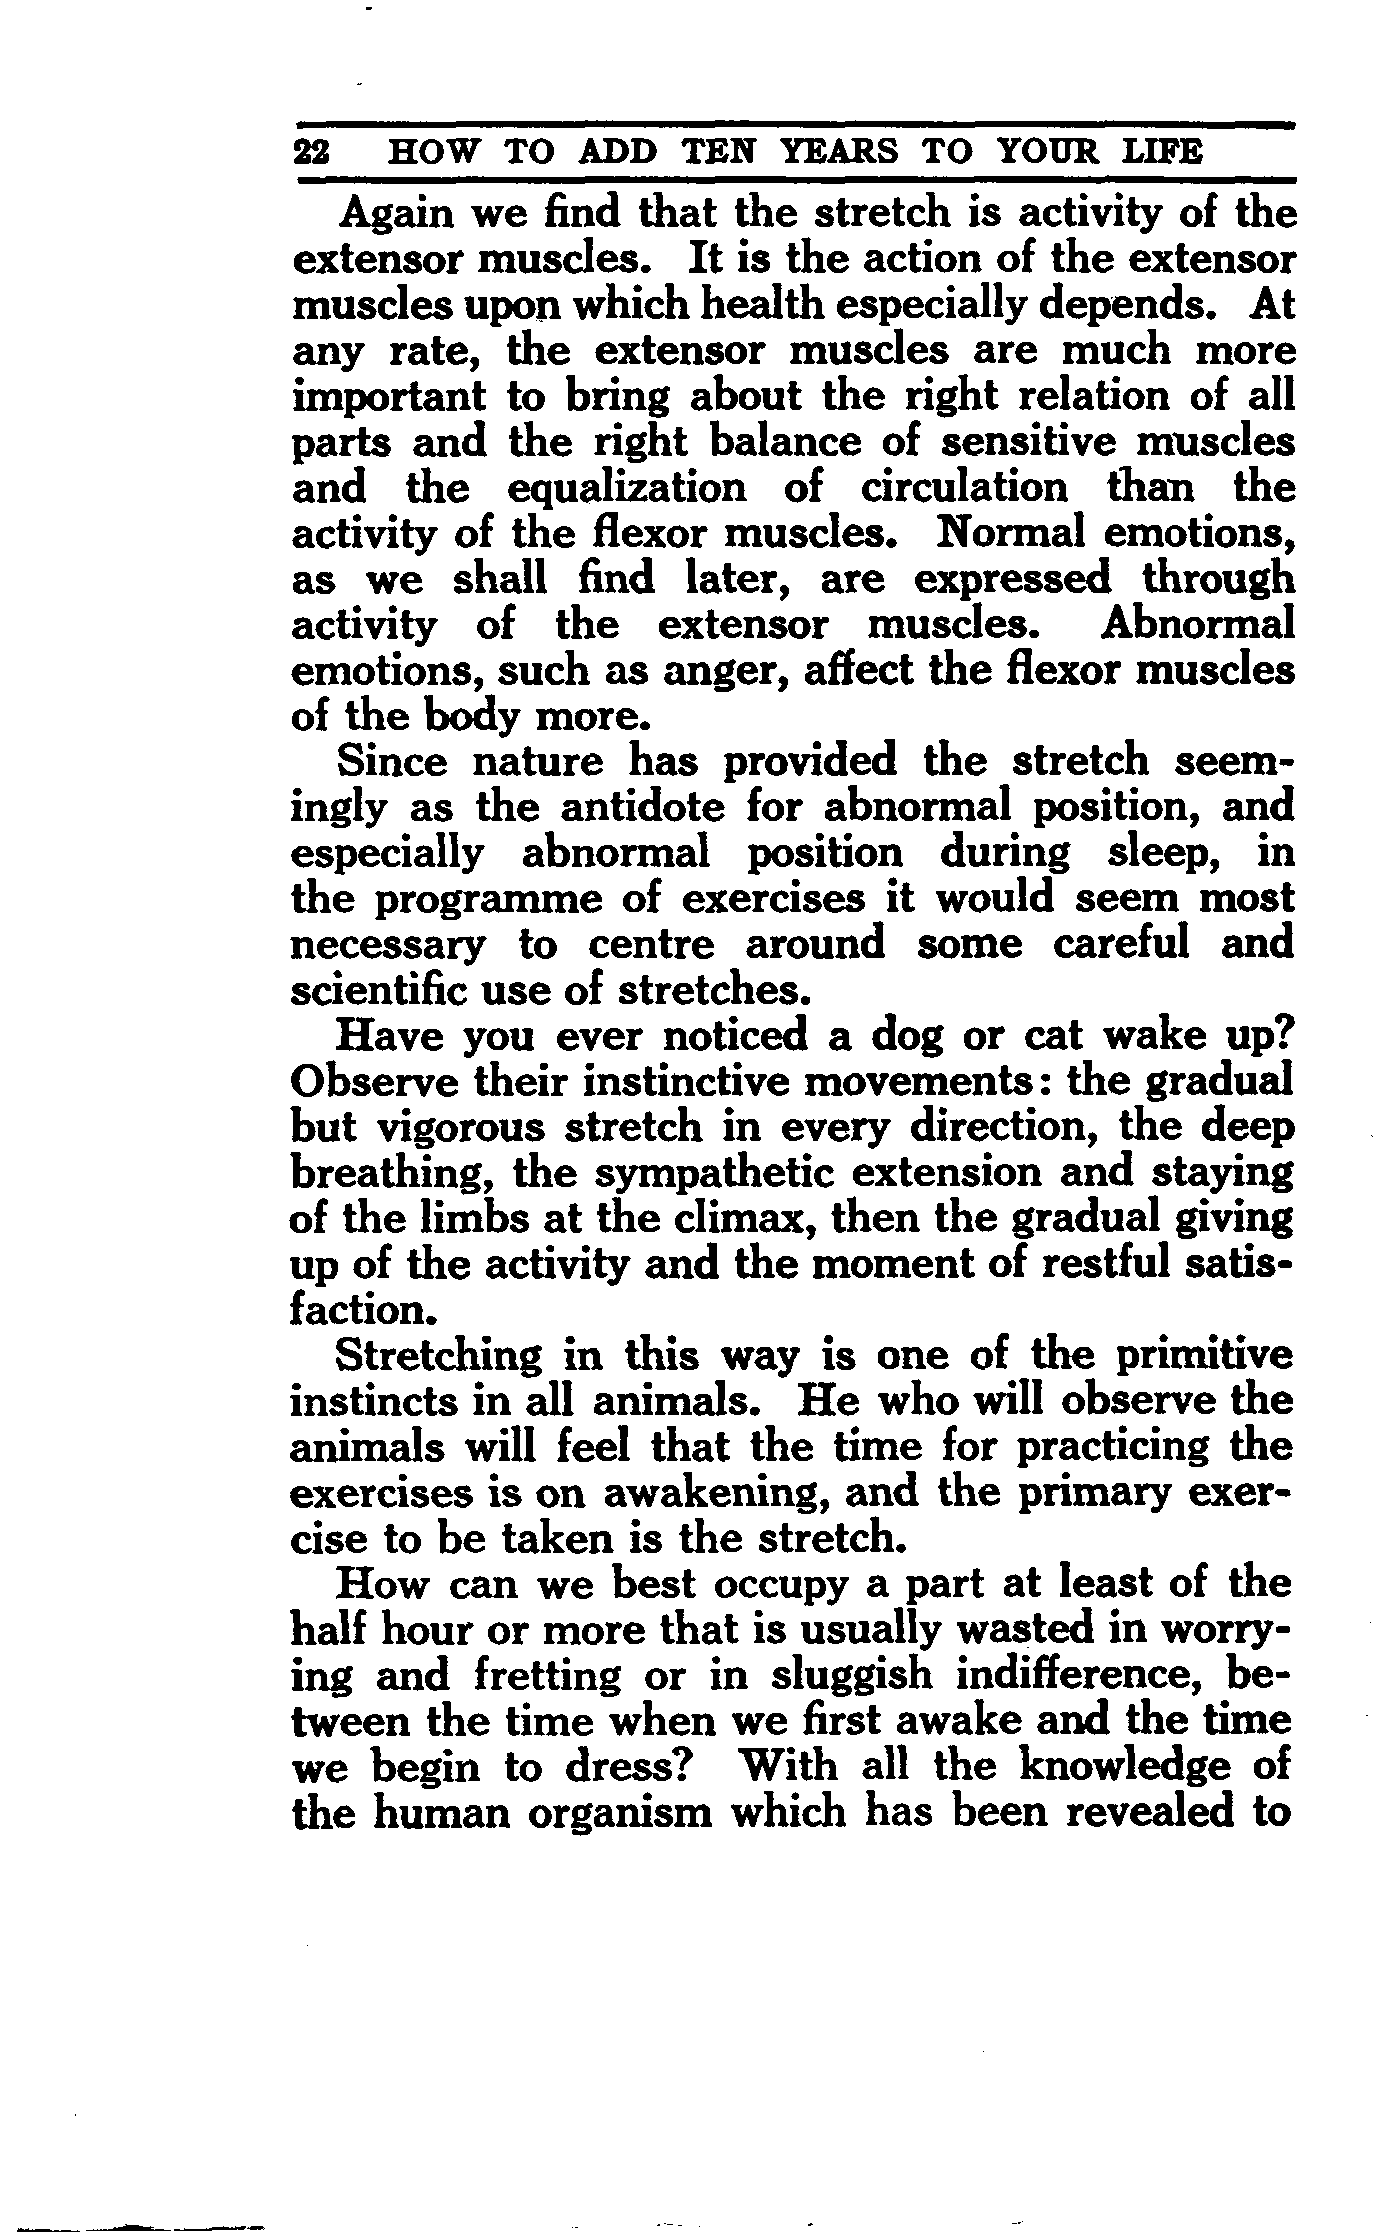 22 HOW TO ADD TEN YEARS TO YOUR LIFE
Again we find that the stretch is activity of the
extensor muscles. It is the action of the extensor
muscles upon which health especially depends. At
any rate, the extensor muscles are much more
important to bring about the right relation of all
parts and the right balance of sensitive muscles
and the equalization of circulation than the
activity of the flexor muscles. Normal emotions,
as we shall find later, are expressed through
activity of the extensor muscles. Abnormal
emotions, such as anger, affect the flexor muscles
of the body more.
Since nature has provided the stretch seem-
ingly as the antidote for abnormal position, and
especially abnormal position during sleep, in
the programme of exercises it would seem most
necessary to centre around some careful and
scientific use of stretches.
Have you ever noticed a dog or cat wake up?
Observe their instinctive movements: the gradual
but vigorous stretch in every direction, the deep
breathing, the sympathetic extension and staying
of the limbs at the climax, then the gradual giving
up of the activity and the moment of restful satis-
faction.
Stretching in this way is one of the primitive
instincts in all animals. He who will observe the
animals will feel that the time for practicing the
exercises is on awakening, and the primary exer-
cise to be taken is the stretch.
How can we best occupy a part at least of the
half hour or more that is usually wasted in worry-
ing and fretting or in sluggish indifference, be-
tween the time when we first awake and the time
we begin to dress? With all the knowledge of
the human organism which has been revealed to